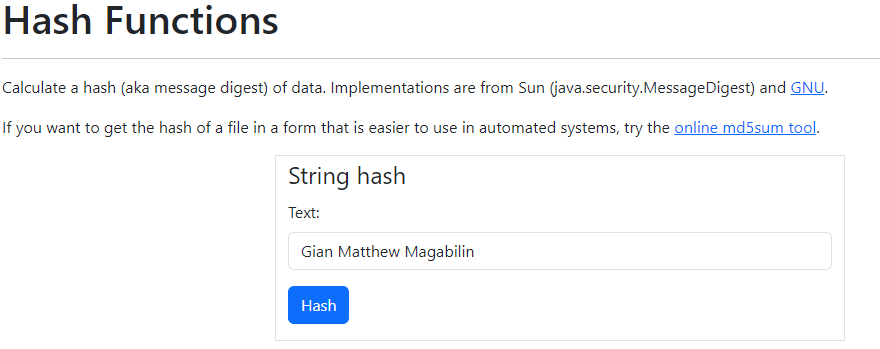 Hash Functions
Calculate a hash (aka message digest) of data. Implementations are from Sun (java.security.MessageDigest) and GNU.
If you want to get the hash of a file in a form that is easier to use in automated systems, try the online md5sum tool.
String hash
Text:
Gian Matthew Magabilin
Hash